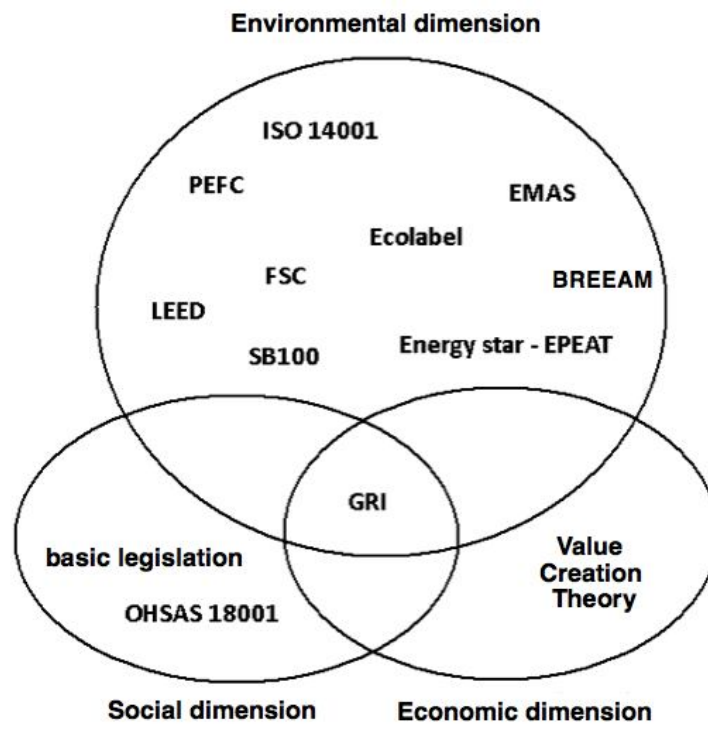 Environmental dimension
ISO 14001
PEFC
EMAS
Ecolabel
FSC
BREEAM
LEED
Energy star - EPEAT
SB100
GRI
basic legislation
Value
Creation
Theory
OHSAS 18001
Social dimension
Economic dimension